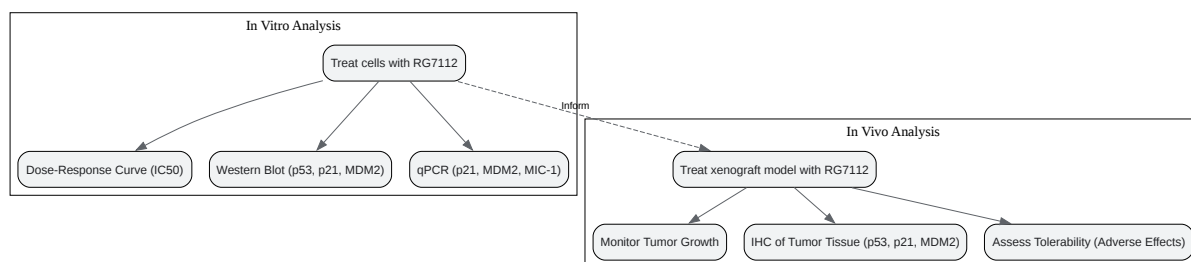 In Vitro Analysis
Treat cells with RG7112
Inform
Dose-Response Curve (IC50)
Western Blot (p53, p21, MDM2)
qPCR (p21, MDM2, MIC-1)
In Vivo Analysis
Treat xenograft model with RG7112
Monitor Tumor Growth
IHC of Tumor Tissue (p53, p21, MDM2)
Assess Tolerability (Adverse Effects)